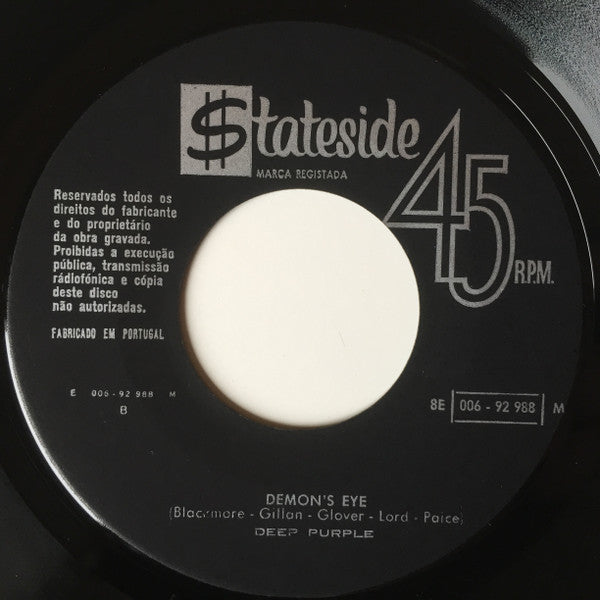 $tateside
MARCA REGISTADA
45
R.P.M.
Reservados todos os
direitos do fabricante
e do proprietário
da obra gravada.
Proibidas a execução
pública, transmissão
rádiofónica e cópia
deste disco
não autorizadas.
FABRICADO EM PORTUGAL
E 006 - 92 988 M
B
8E 006 - 92 988 M
DEMON'S EYE
(Blackmore - Gillan - Glover - Lord - Paice)
DEEP PURPLE